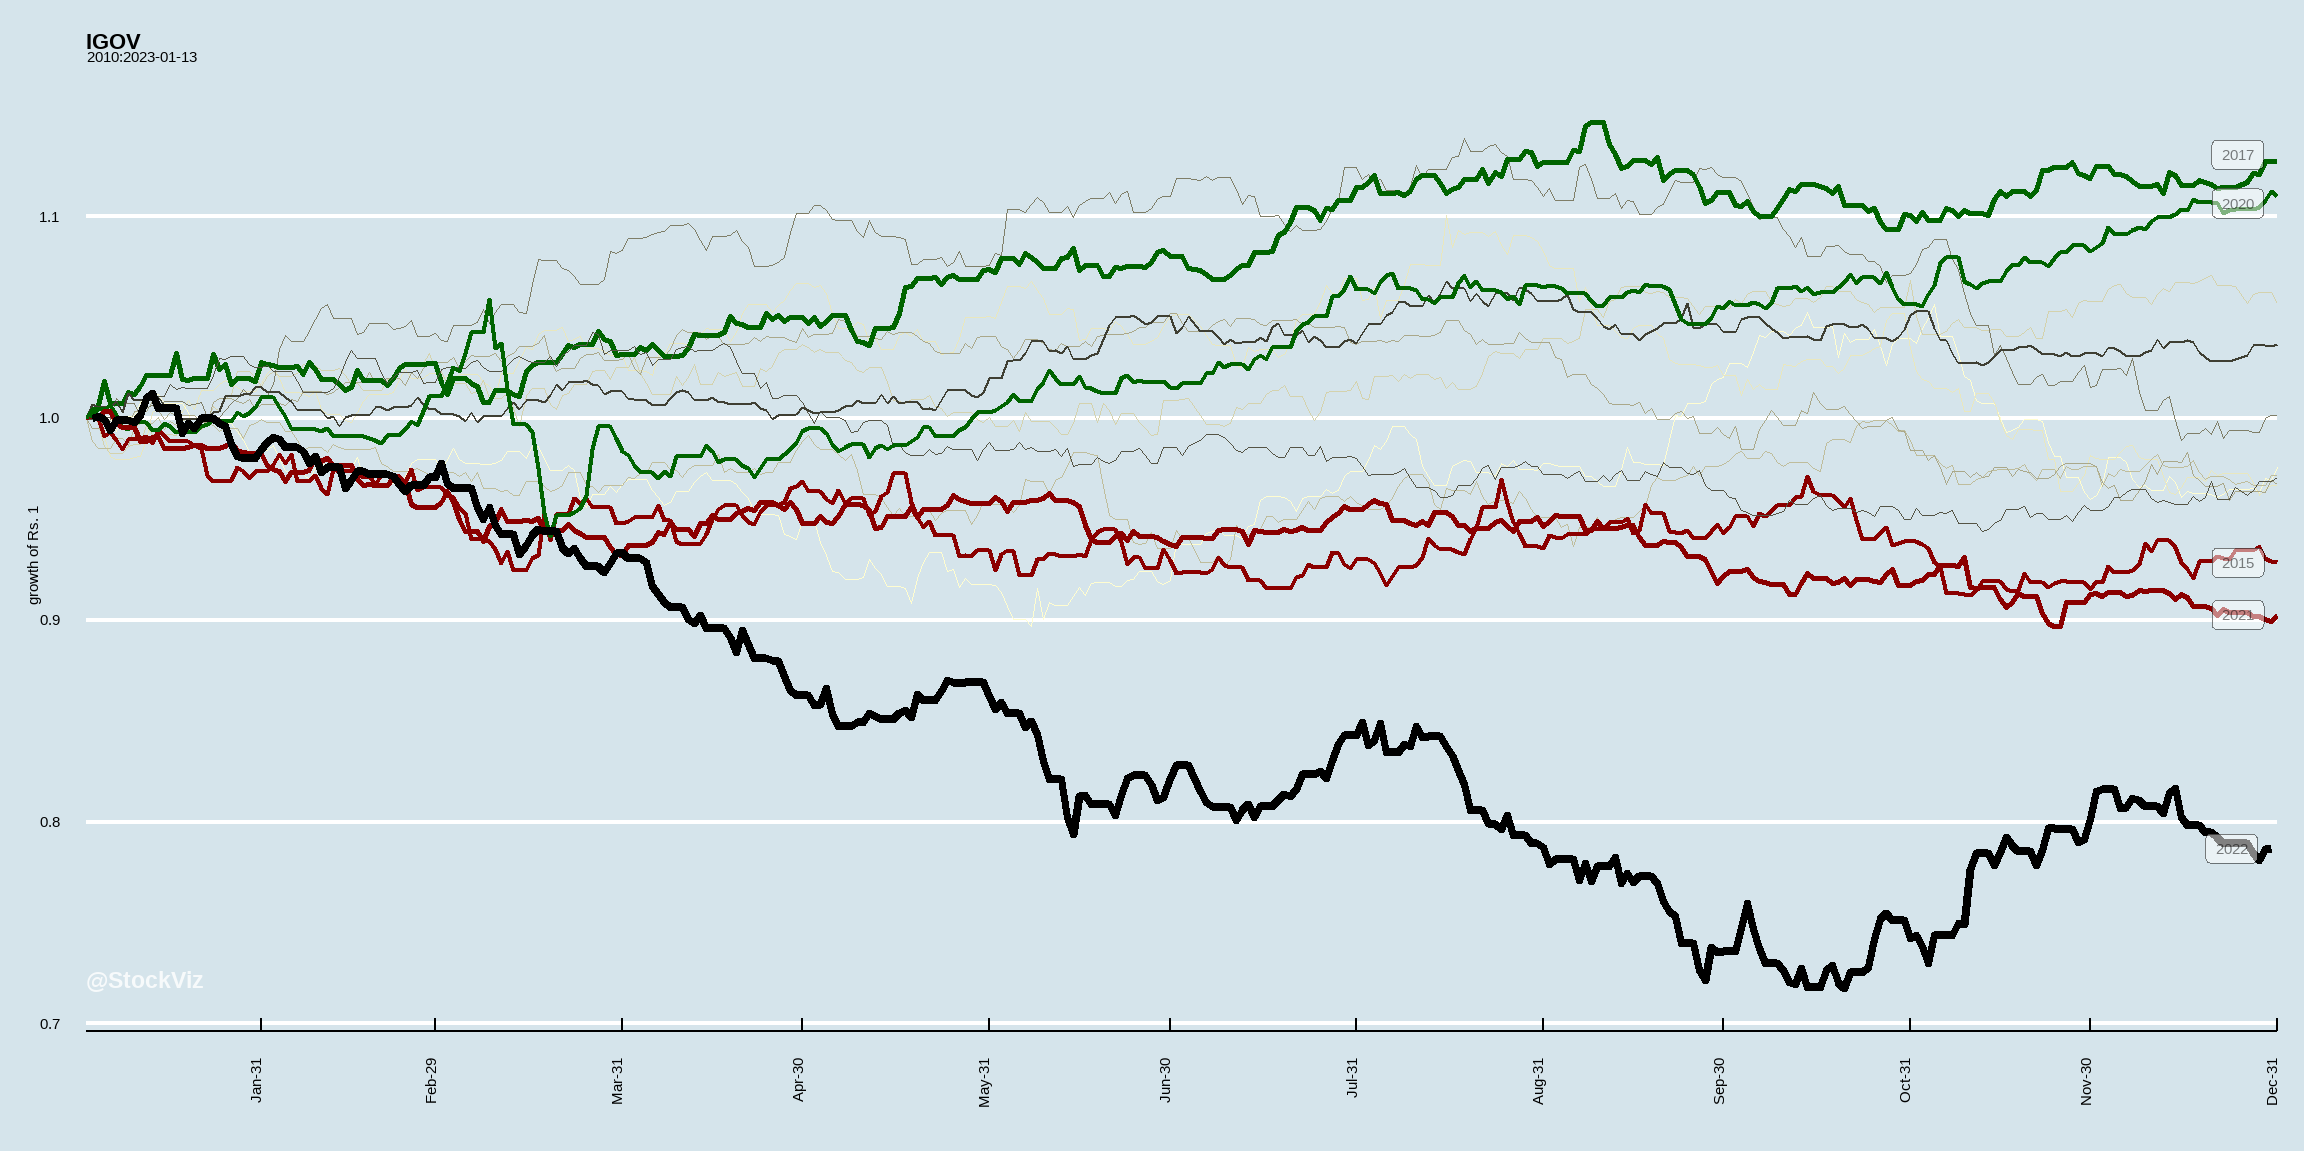 IGOV
2010:2023-01-13
growth of Rs. 1
1.1
1.0
0.9
0.8
0.7
2017
2020
2015
2021
2022
@StockViz
Jan-31
Feb-29
Mar-31
Apr-30
May-31
Jun-30
Jul-31
Aug-31
Sep-30
Oct-31
Nov-30
Dec-31